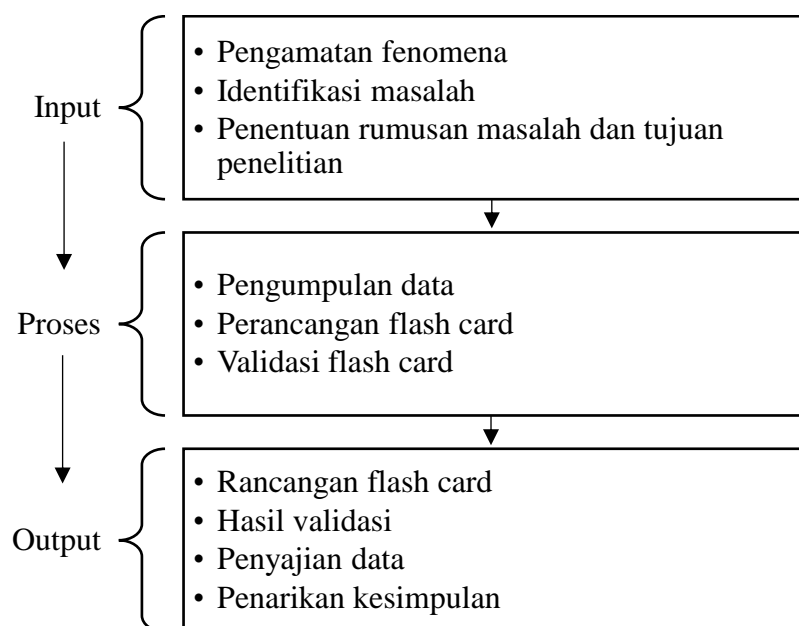 Input
• Pengamatan fenomena
• Identifikasi masalah
• Penentuan rumusan masalah dan tujuan
penelitian
Proses
• Pengumpulan data
• Perancangan flash card
• Validasi flash card
Output
• Rancangan flash card
• Hasil validasi
• Penyajian data
• Penarikan kesimpulan